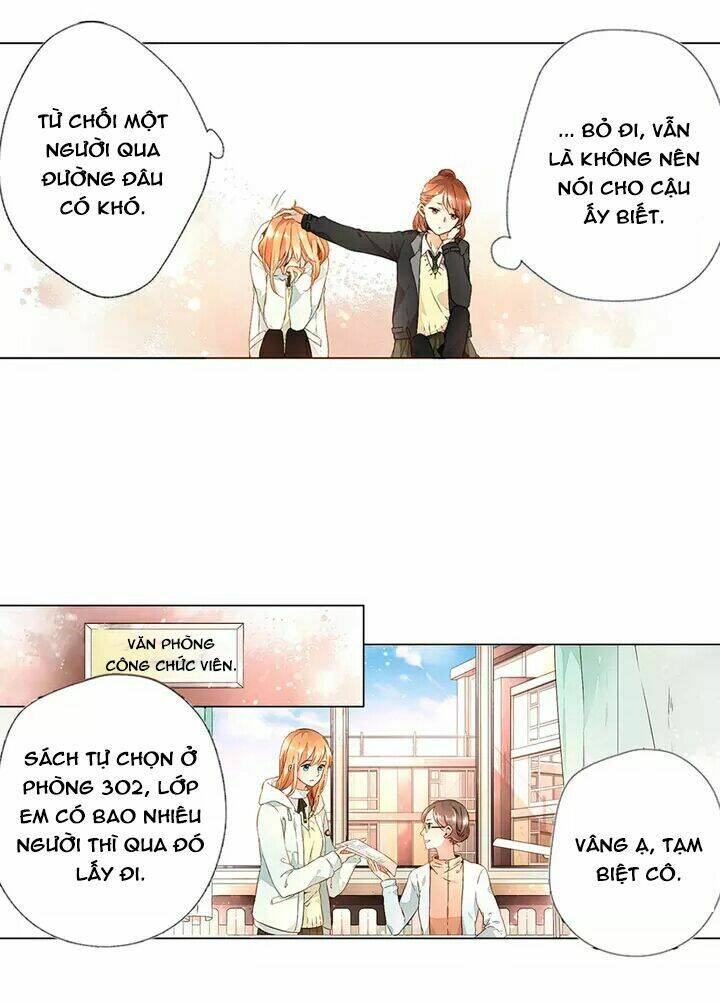 TỪ CHỐI MỘT
NGƯỜI QUA
ĐƯỜNG ĐÂU
CÓ KHÓ.
... BỎ ĐI, VẪN
LÀ KHÔNG NÊN
NÓI CHO CẬU
ẤY BIẾT.
VĂN PHÒNG
CÔNG CHỨC VIÊN.
SÁCH TỰ CHỌN Ở
PHÒNG 302, LỚP
EM CÓ BAO NHIÊU
NGƯỜI THÌ QUA ĐÓ
LẤY ĐI.
VÂNG Ạ, TẠM
BIỆT CÔ.